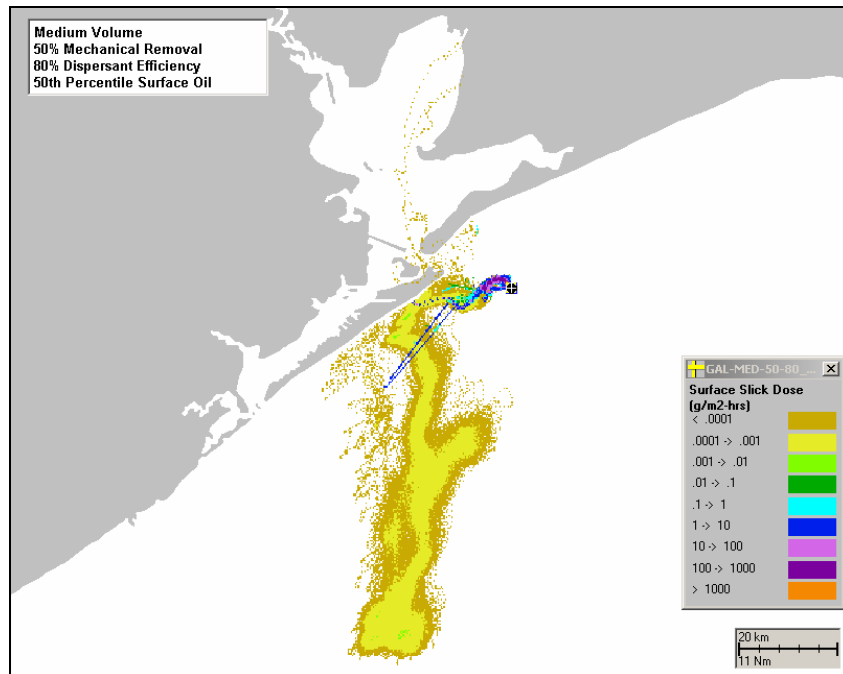 Medium Volume
50% Mechanical Removal
80% Dispersant Efficiency
50th Percentile Surface Oil
GAL-MED-50-80_...
Surface Slick Dose
(g/m2-hrs)
< .0001
.0001 -> .001
.001 -> .01
.01 -> .1
.1 -> 1
1 -> 10
10 -> 100
100 -> 1000
> 1000
20 km
11 Nm